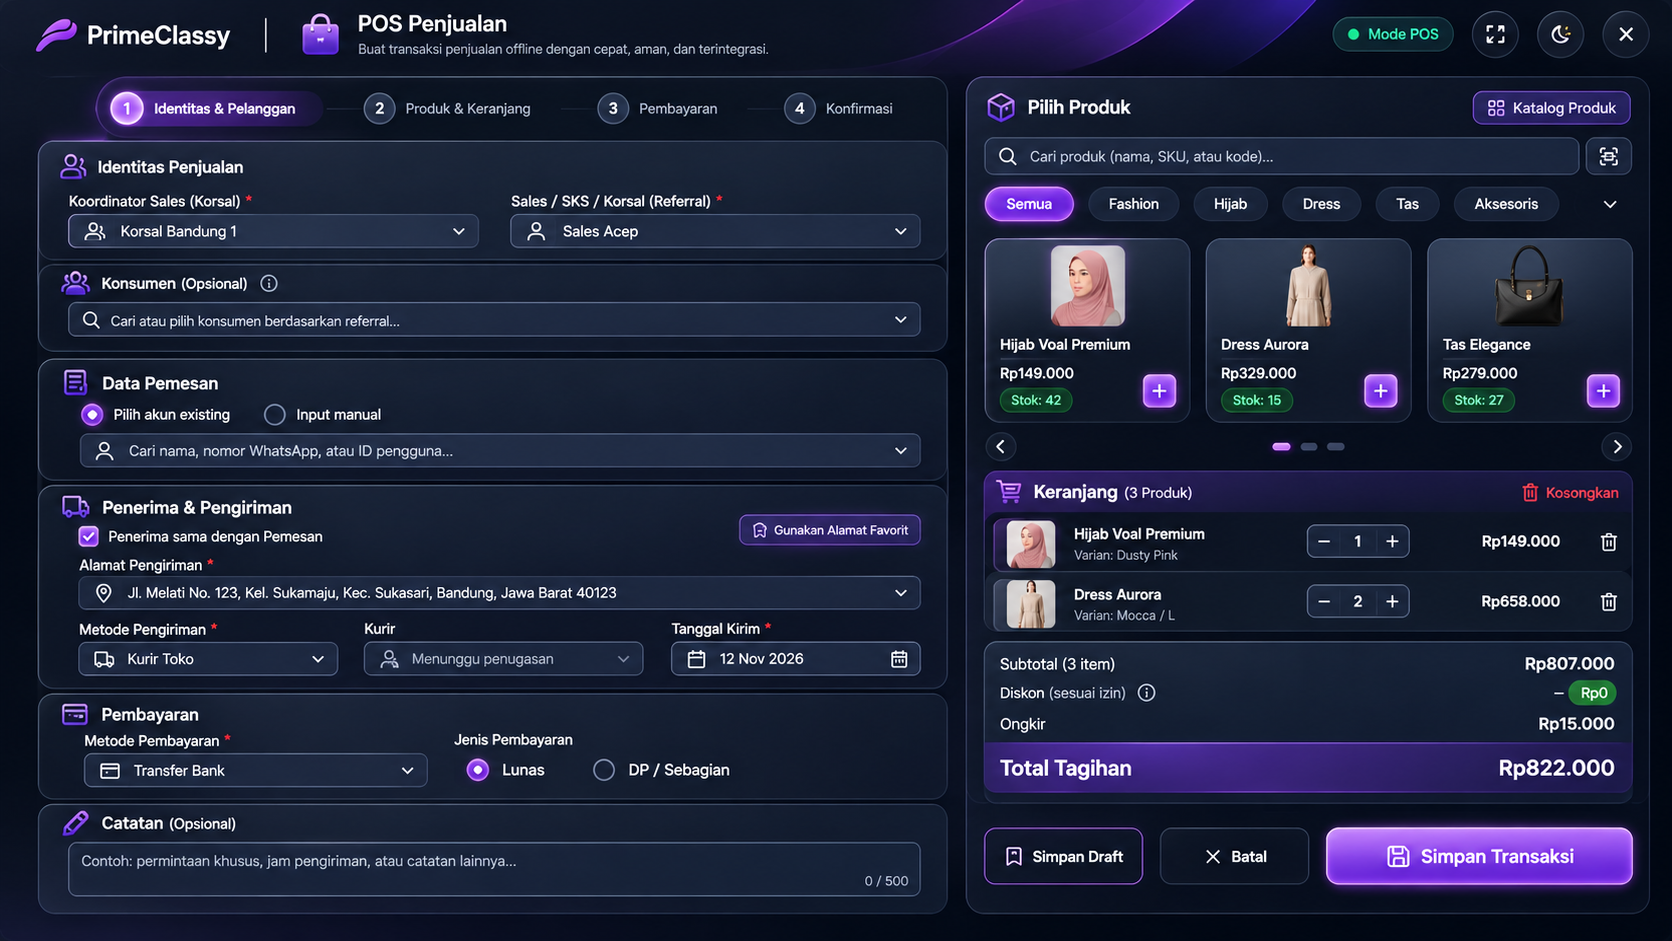 PrimeClassy
POS Penjualan
Buat transaksi penjualan offline dengan cepat, aman, dan terintegrasi.
Mode POS
1 Identitas & Pelanggan
2 Produk & Keranjang
3 Pembayaran
4 Konfirmasi
Identitas Penjualan
Koordinator Sales (Korsal) *
Sales / SKS / Korsal (Referral) *
Korsal Bandung 1
Sales Acep
Konsumen (Opsional)
Cari atau pilih konsumen berdasarkan referral...
Data Pemesan
Pilih akun existing
Input manual
Cari nama, nomor WhatsApp, atau ID pengguna...
Penerima & Pengiriman
Penerima sama dengan Pemesan
Gunakan Alamat Favorit
Alamat Pengiriman *
Jl. Melati No. 123, Kel. Sukamaju, Kec. Sukasari, Bandung, Jawa Barat 40123
Metode Pengiriman *
Kurir
Tanggal Kirim *
Kurir Toko
Menunggu penugasan
12 Nov 2026
Pembayaran
Metode Pembayaran *
Jenis Pembayaran
Transfer Bank
Lunas
DP / Sebagian
Catatan (Opsional)
Contoh: permintaan khusus, jam pengiriman, atau catatan lainnya...
0 / 500
Pilih Produk
Katalog Produk
Cari produk (nama, SKU, atau kode)...
Semua
Fashion
Hijab
Dress
Tas
Aksesoris
Hijab Voal Premium
Rp149.000
Stok: 42
Dress Aurora
Rp329.000
Stok: 15
Tas Elegance
Rp279.000
Stok: 27
Keranjang (3 Produk)
Kosongkan
Hijab Voal Premium
Varian: Dusty Pink
− 1 +
Rp149.000
Dress Aurora
Varian: Mocca / L
− 2 +
Rp658.000
Subtotal (3 item)
Rp807.000
Diskon (sesuai izin)
– Rp0
Ongkir
Rp15.000
Total Tagihan
Rp822.000
Simpan Draft
Batal
Simpan Transaksi